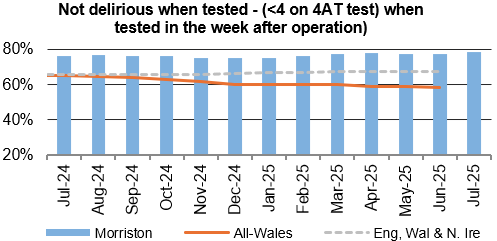 Not delirious when tested - (<4 on 4AT test) when
tested in the week after operation)
80%
60%
40%
20%
Jul-24
Aug-24
Sep-24
Oct-24
Nov-24
Dec-24
Jan-25
Feb-25
Mar-25
Apr-25
May-25
Jun-25
Jul-25
Morriston All-Wales Eng, Wal & N. Ire